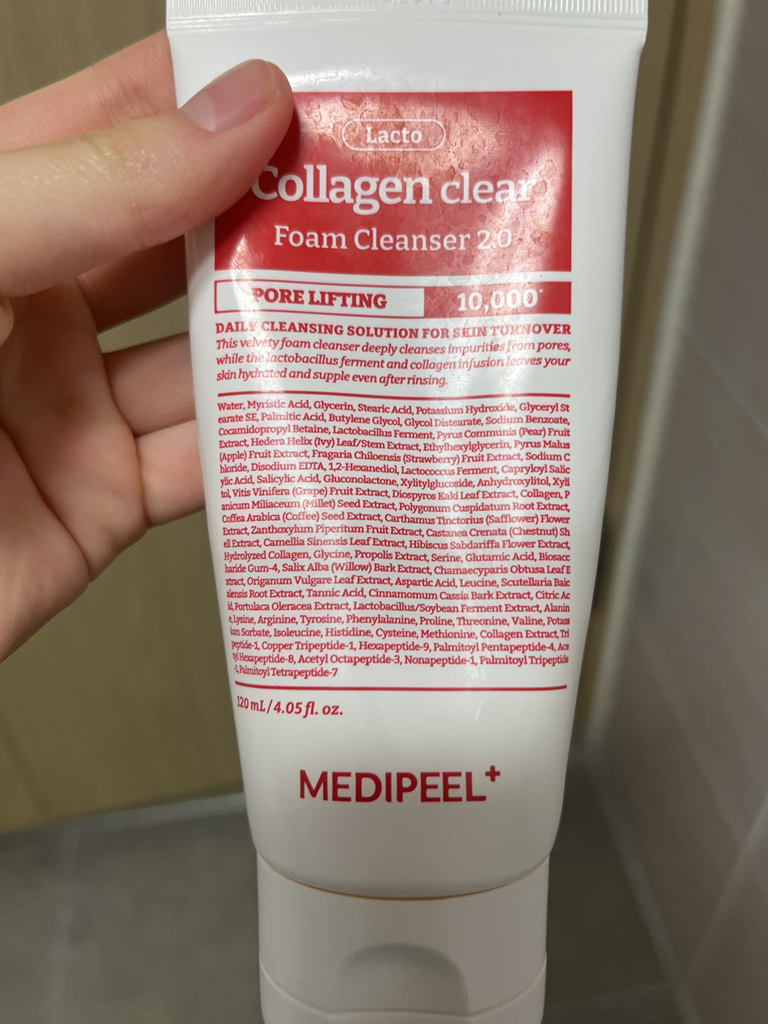 Lacto
Collagen clear
Foam Cleanser 2.0
PORE LIFTING 10,000*
DAILY CLEANSING SOLUTION FOR SKIN TURNOVER
This velvety foam cleanser deeply cleanses impurities from pores,
while the lactobacillus ferment and collagen infusion leaves your
skin hydrated and supple even after rinsing.
Water, Myristic Acid, Glycerin, Stearic Acid, Potassium Hydroxide, Glyceryl St
earate SE, Palmitic Acid, Butylene Glycol, Glycol Distearate, Sodium Benzoate,
Cocamidopropyl Betaine, Lactobacillus Ferment, Pyrus Communis (Pear) Fruit
Extract, Hedera Helix (Ivy) Leaf/Stem Extract, Ethylhexylglycerin, Pyrus Malus
(Apple) Fruit Extract, Fragaria Chiloensis (Strawberry) Fruit Extract, Sodium C
hloride, Disodium EDTA, 1,2-Hexanediol, Lactococcus Ferment, Capryloyl Salic
ylic Acid, Salicylic Acid, Gluconolactone, Xylitylglucoside, Anhydroxylitol, Xyli
tol, Vitis Vinifera (Grape) Fruit Extract, Diospyros Kaki Leaf Extract, Collagen, P
anicum Miliaceum (Millet) Seed Extract, Polygonum Cuspidatum Root Extract,
Coffea Arabica (Coffee) Seed Extract, Carthamus Tinctorius (Safflower) Flower
Extract, Zanthoxylum Piperitum Fruit Extract, Castanea Crenata (Chestnut) Sh
ell Extract, Camellia Sinensis Leaf Extract, Hibiscus Sabdariffa Flower Extract,
Hydrolyzed Collagen, Glycine, Propolis Extract, Serine, Glutamic Acid, Biosacc
haride Gum-4, Salix Alba (Willow) Bark Extract, Chamaecyparis Obtusa Leaf E
xtract, Origanum Vulgare Leaf Extract, Aspartic Acid, Leucine, Scutellaria Baic
alensis Root Extract, Tannic Acid, Cinnamomum Cassia Bark Extract, Citric Ac
id, Portulaca Oleracea Extract, Lactobacillus/Soybean Ferment Extract, Alanin
e, Lysine, Arginine, Tyrosine, Phenylalanine, Proline, Threonine, Valine, Potass
ium Sorbate, Isoleucine, Histidine, Cysteine, Methionine, Collagen Extract, Tri
peptide-1, Copper Tripeptide-1, Hexapeptide-9, Palmitoyl Pentapeptide-4, Ace
tyl Hexapeptide-8, Acetyl Octapeptide-3, Nonapeptide-1, Palmitoyl Tripeptide
-1, Palmitoyl Tetrapeptide-7
120 mL / 4.05 fl. oz.
MEDIPEEL+